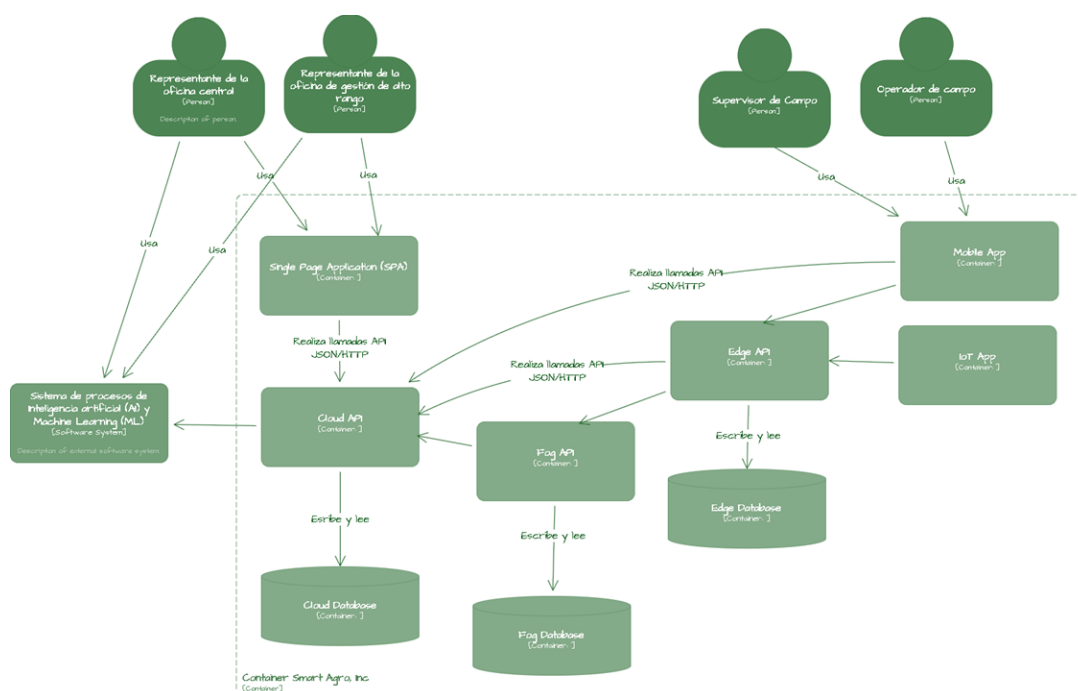 Representante de la
oficina central
[Person]
Description of person
Representante de la
oficina de gestión de alto
rango
[Person]
Supervisor de Campo
[Person]
Operador de campo
[Person]
Usa
Usa
Usa
Usa
Usa
Usa
Single Page Application (SPA)
[Container: ]
Mobile App
[Container: ]
Realiza llamadas API
JSON/HTTP
Realiza llamadas API
JSON/HTTP
Realiza llamadas API
JSON/HTTP
Edge API
[Container: ]
IoT App
[Container: ]
Sistema de procesos de
Inteligencia artificial (AI) y
Machine Learning (ML)
[Software System]
Description of external software system.
Cloud API
[Container: ]
Fog API
[Container: ]
Escribe y lee
Edge Database
[Container: ]
Esribe y lee
Escribe y lee
Cloud Database
[Container: ]
Fog Database
[Container: ]
Container Smart Agro, Inc
[Container]